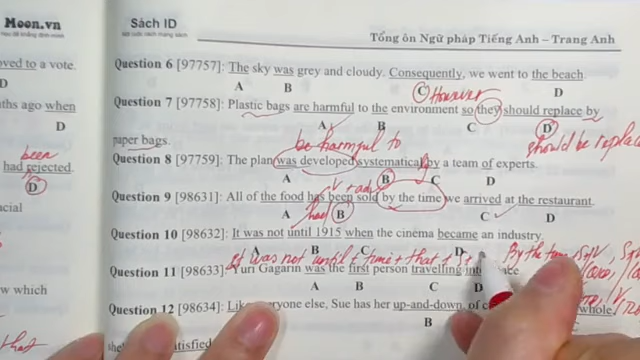 Moon.vn
Sách ID
Tổng ôn Ngữ pháp Tiếng Anh – Trang Anh
oved to a vote.
D
ths ago when
D
been
had rejected.
D
cial
w which
Question 6 [97757]: The sky was grey and cloudy. Consequently, we went to the beach.
A B C However D
Question 7 [97758]: Plastic bags are harmful to the environment so they should replace by
A B C D
paper bags. be harmful to should be replace
Question 8 [97759]: The plan was developed systematical by a team of experts.
A B C D
Question 9 [98631]: All of the food has been sold by the time we arrived at the restaurant.
A had B C D
Question 10 [98632]: It was not until 1915 when the cinema became an industry.
A B C D
It was not until + time + that + S + By the time S + V
Question 11 [98633]: Yuri Gagarin was the first person travelling into
A B C D
Question 12 [98634]: Like everyone else, Sue has her up-and-down, of c whole,
B C
satisfied